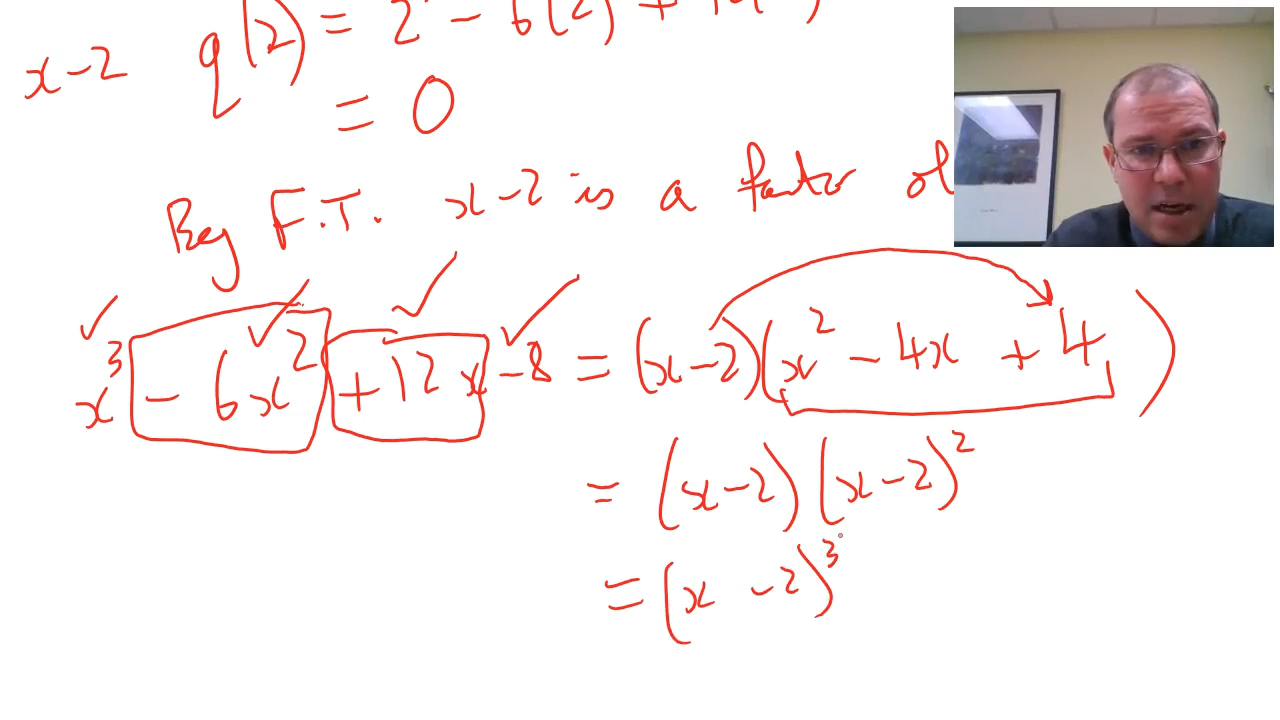 x-2 q(2) = 2 - 6(2) +
= 0
By F.T. x-2 is a factor of
x³ - 6x² + 12x - 8 = (x-2)(x² - 4x + 4)
= (x-2)(x-2)²
= (x-2)³